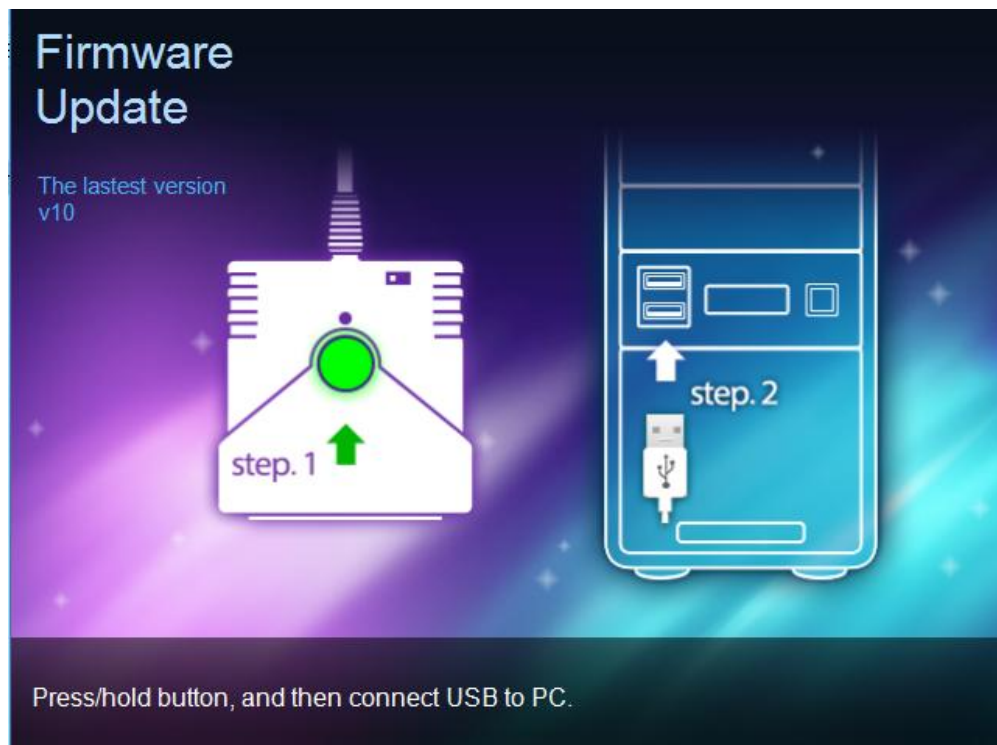 Firmware
Update
The lastest version
v10
step. 2
step. 1
Press/hold button, and then connect USB to PC.